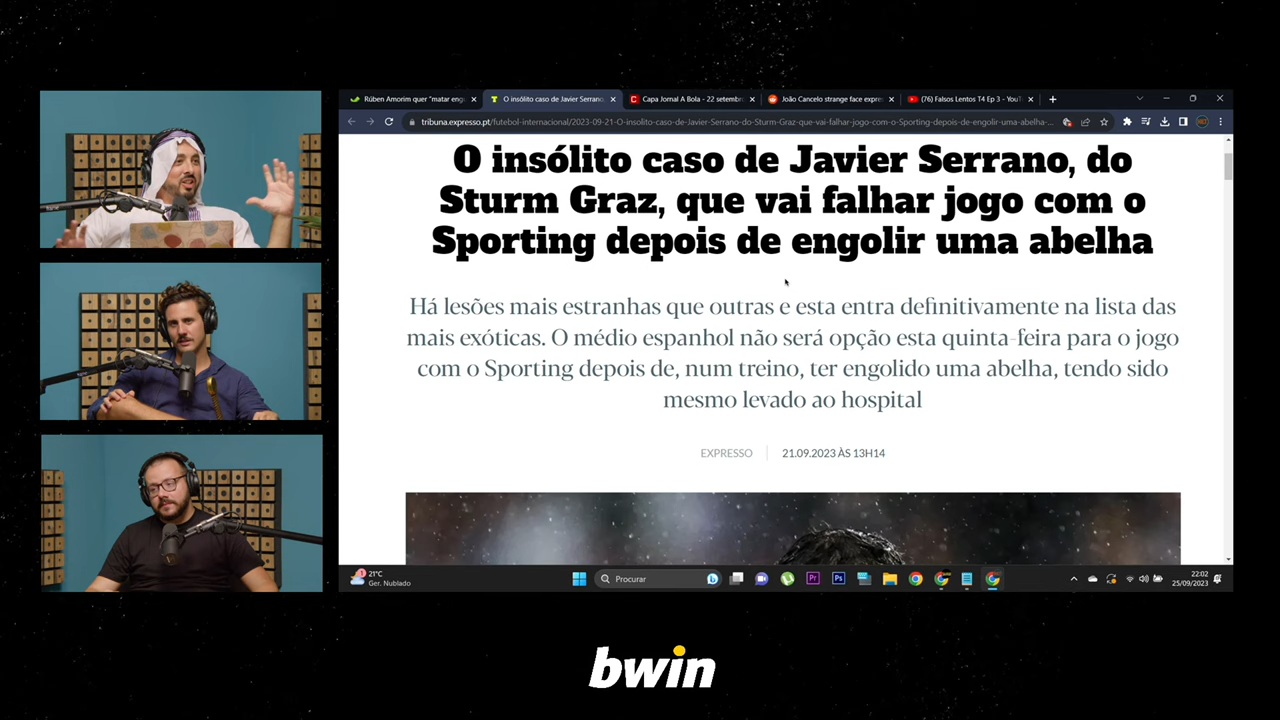 Rúben Amorim quer "matar eng
O insólito caso de Javier Serrano,
Capa Jornal A Bola - 22 setembr
João Cancelo strange face expre
(76) Falsos Lentos T4 Ep 3 - YouT
tribuna.expresso.pt/futebol-internacional/2023-09-21-O-insolito-caso-de-Javier-Serrano-do-Sturm-Graz-que-vai-falhar-jogo-com-o-Sporting-depois-de-engolir-uma-abelha-...
O insólito caso de Javier Serrano, do
Sturm Graz, que vai falhar jogo com o
Sporting depois de engolir uma abelha
Há lesões mais estranhas que outras e esta entra definitivamente na lista das
mais exóticas. O médio espanhol não será opção esta quinta-feira para o jogo
com o Sporting depois de, num treino, ter engolido uma abelha, tendo sido
mesmo levado ao hospital
EXPRESSO
21.09.2023 ÀS 13H14
1
21°C
Ger. Nublado
Procurar
Pr
Ps
22:02
25/09/2023
bwin